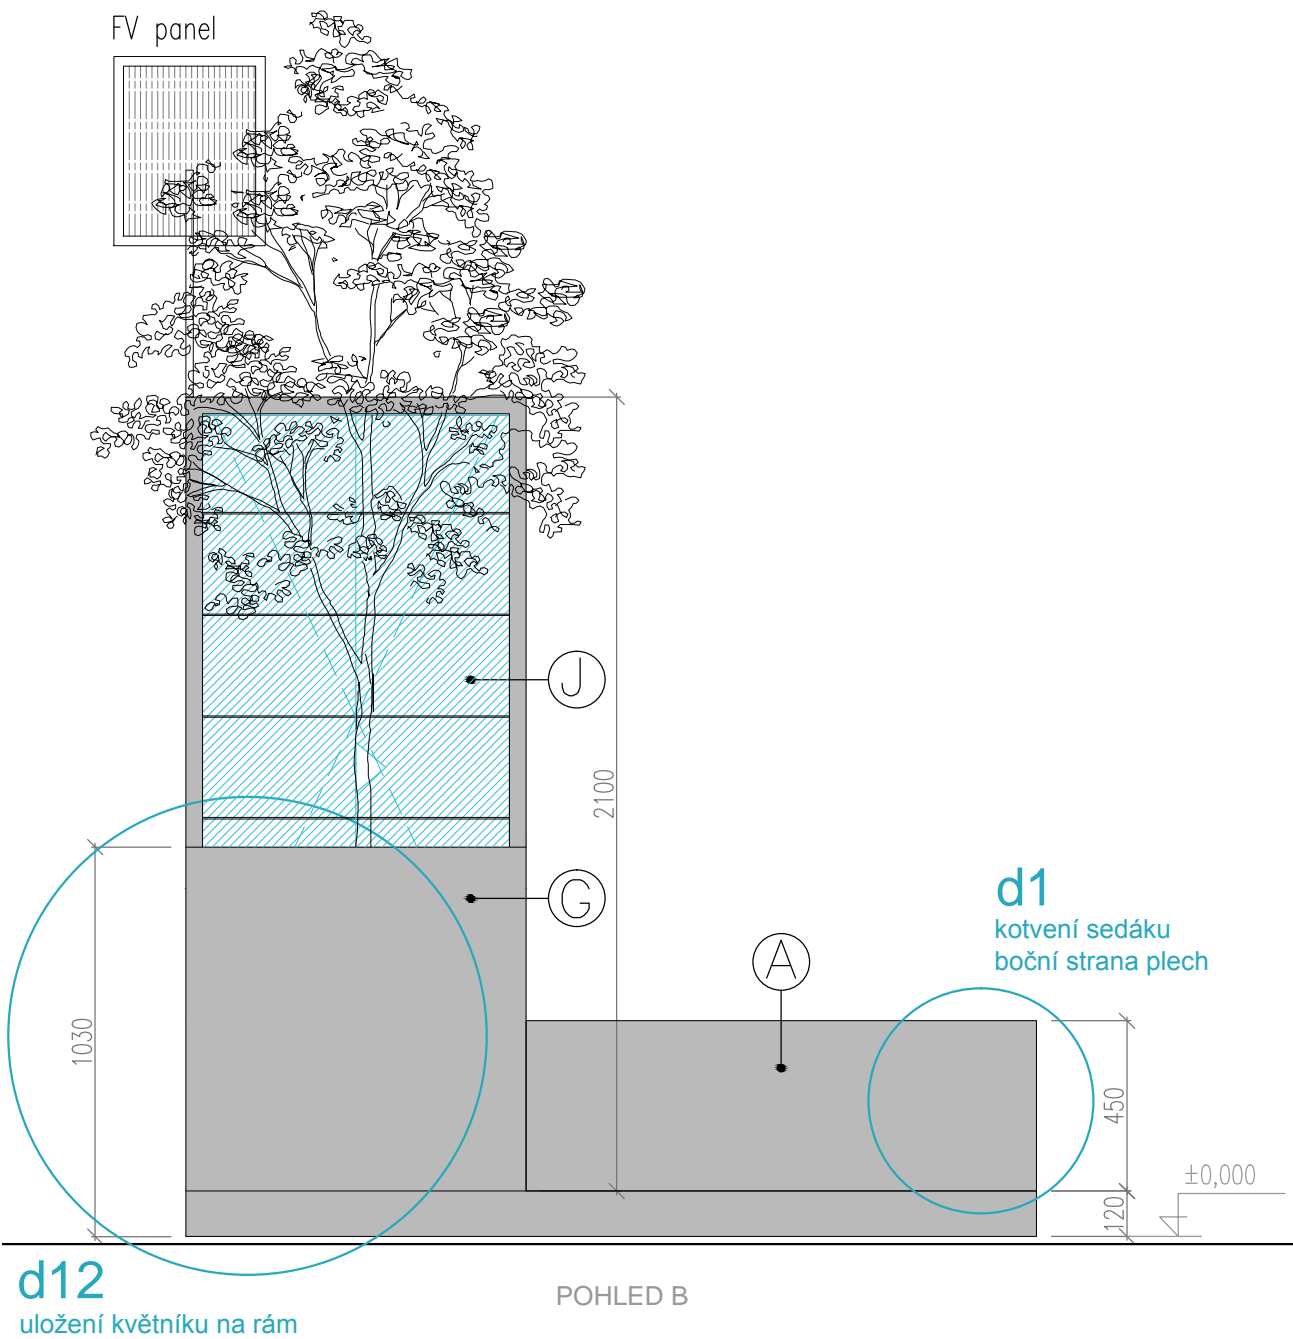 FV panel
J
2100
G
d1
kotvení sedáku
boční strana plech
A
1030
450
±0,000
120
d12
uložení květníku na rám
POHLED B